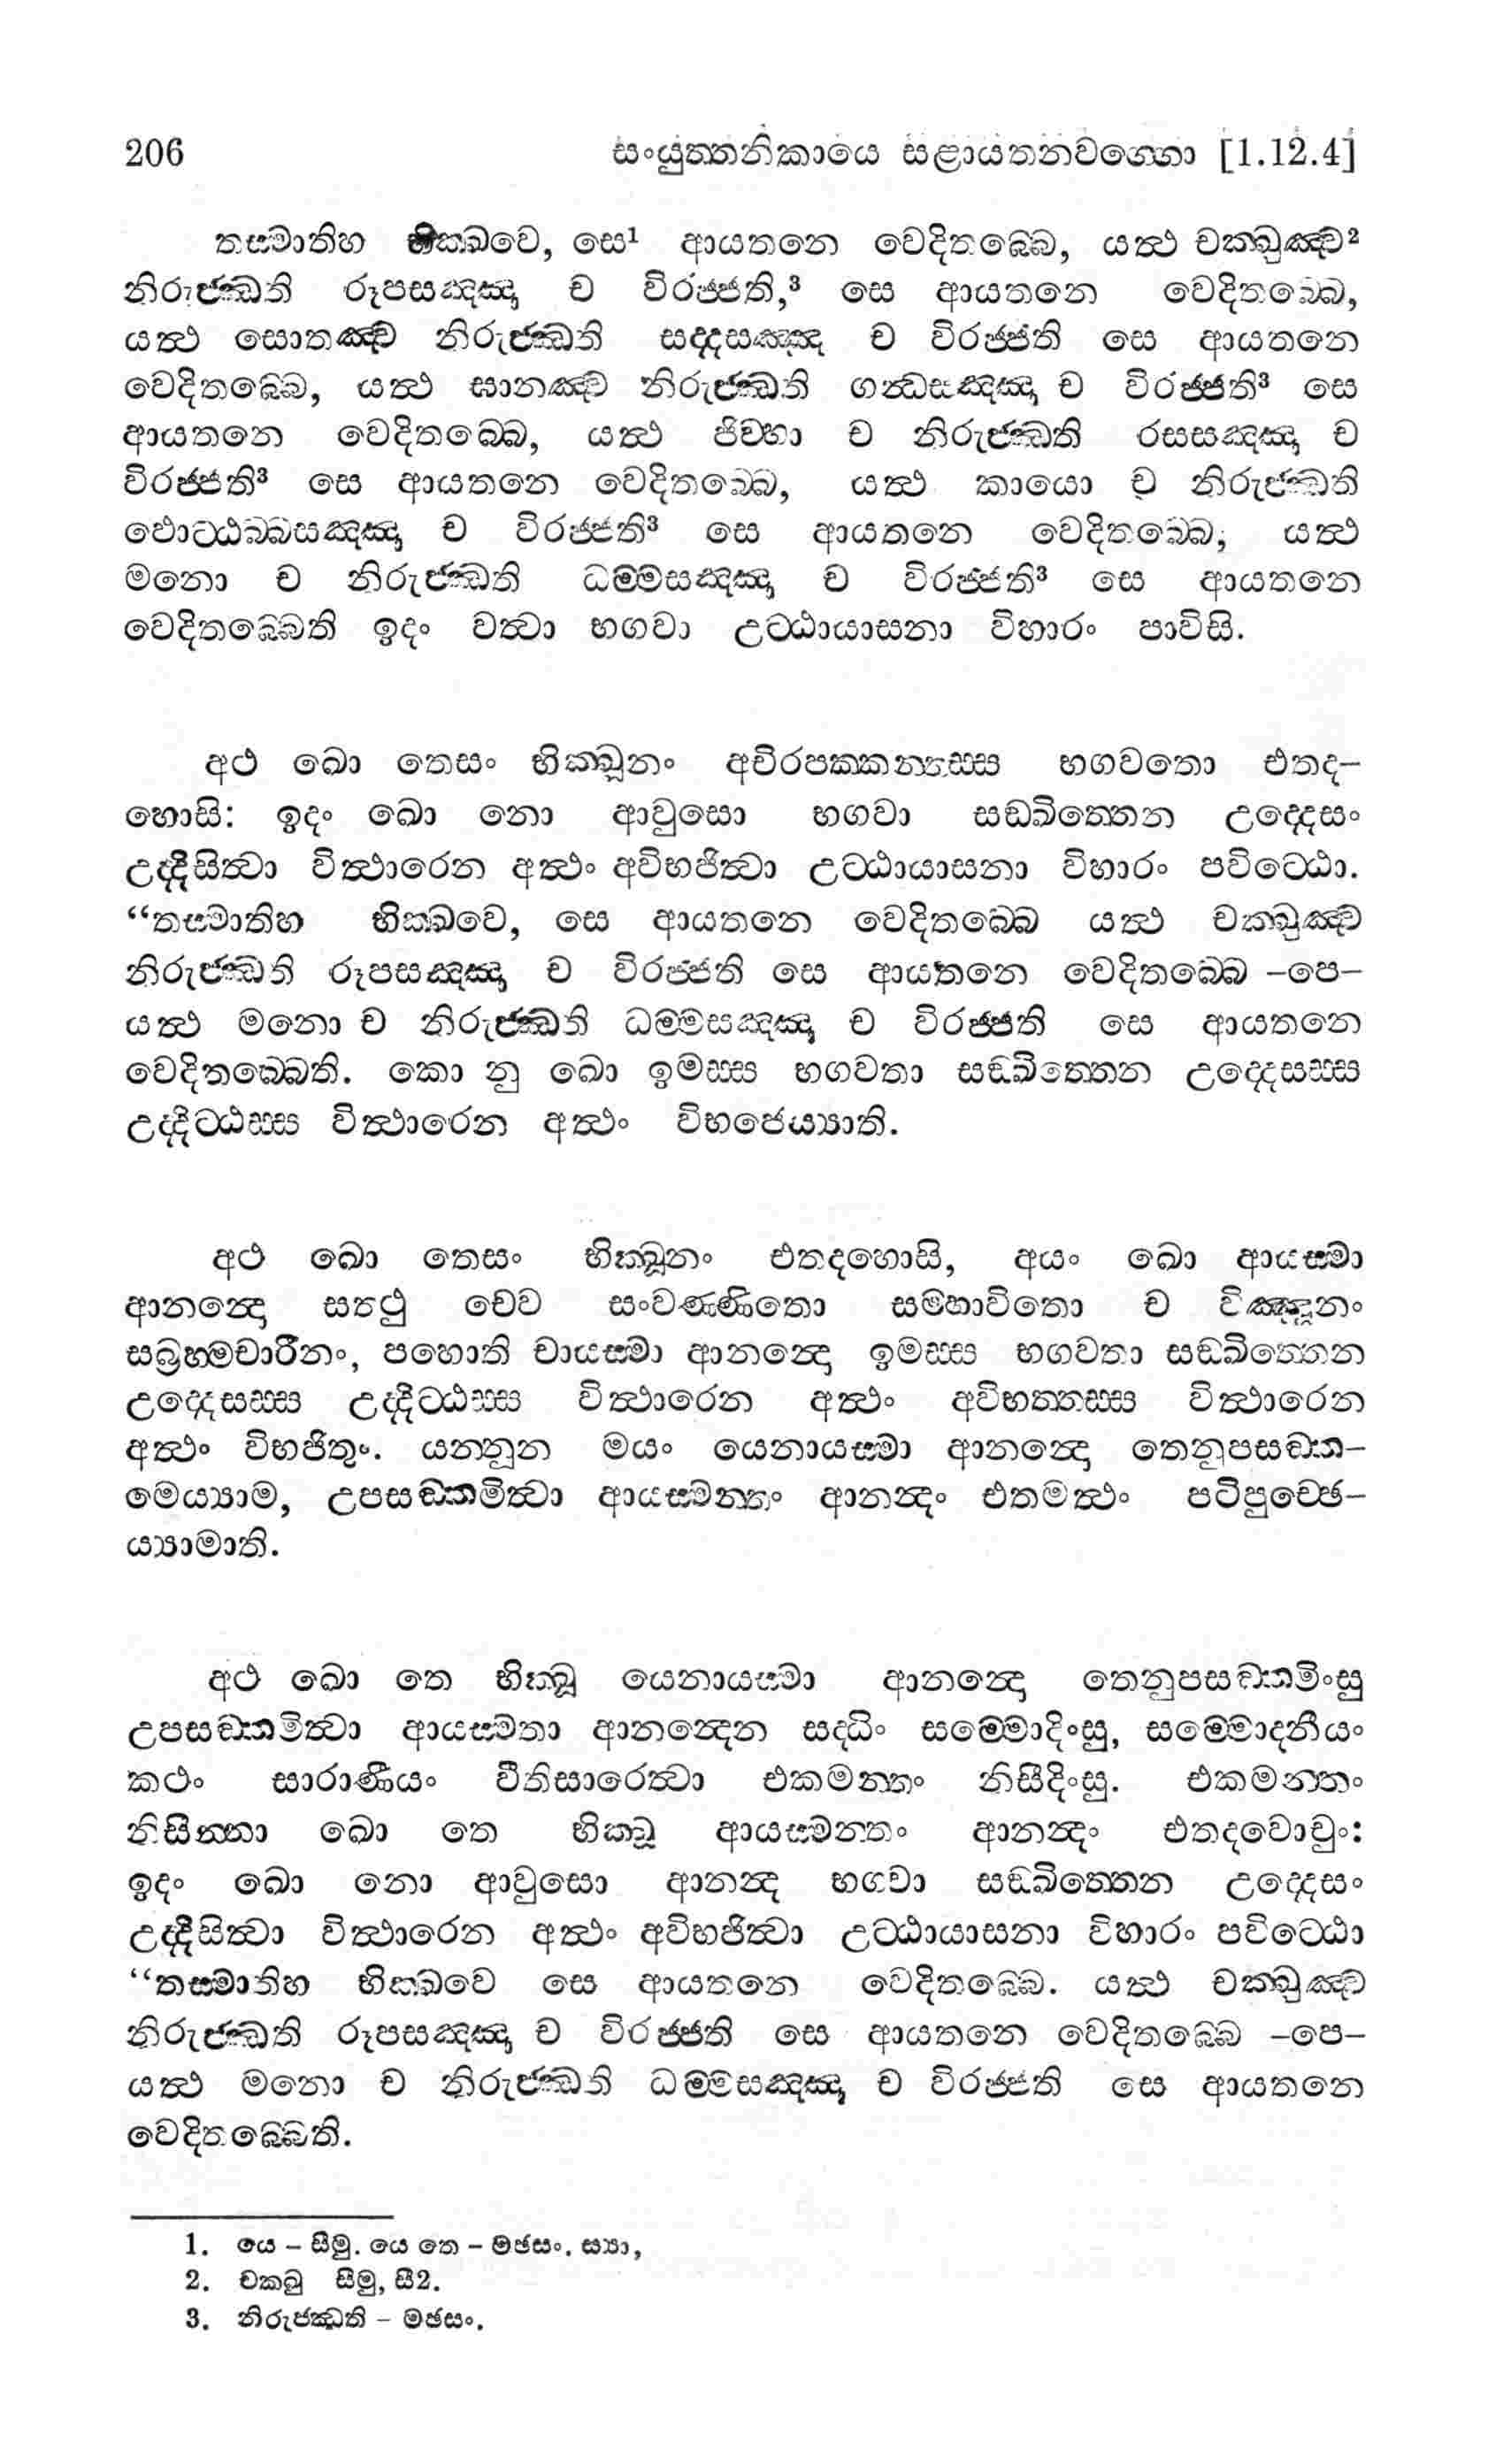 206 සංයුත්තනිකායෙ සළායතනවග්ගො [1.12.4]
තස්මාතිහ භික්ඛවෙ, සෙ¹ ආයතනෙ වෙදිතබ්බෙ, යත්ථ චක්ඛුඤ්ච²
නිරුජ්ඣති රූපසඤ්ඤා ච විරජ්ජති,³ සෙ ආයතනෙ වෙදිතබ්බෙ,
යත්ථ සොතඤ්ච නිරුජ්ඣති සද්දසඤ්ඤා ච විරජ්ජති සෙ ආයතනෙ
වෙදිතබ්බෙ, යත්ථ ඝානඤ්ච නිරුජ්ඣති ගන්ධසඤ්ඤා ච විරජ්ජති³ සෙ
ආයතනෙ වෙදිතබ්බෙ, යත්ථ ජිව්හා ච නිරුජ්ඣති රසසඤ්ඤා ච
විරජ්ජති³ සෙ ආයතනෙ වෙදිතබ්බෙ, යත්ථ කායො ච නිරුජ්ඣති
ඵොට්ඨබ්බසඤ්ඤා ච විරජ්ජති³ සෙ ආයතනෙ වෙදිතබ්බෙ, යත්ථ
මනො ච නිරුජ්ඣති ධම්මසඤ්ඤා ච විරජ්ජති³ සෙ ආයතනෙ
වෙදිතබ්බෙති ඉදං වත්වා භගවා උට්ඨායාසනා විහාරං පාවිසි.
අථ ඛො තෙසං භික්ඛූනං අචිරපක්කන්තස්ස භගවතො එතද-
හොසි: ඉදං ඛො නො ආවුසො භගවා සඞ්ඛිත්තෙන උද්දෙසං
උද්දිසිත්වා විත්ථාරෙන අත්ථං අවිභජිත්වා උට්ඨායාසනා විහාරං පවිට්ඨො.
“තස්මාතිහ භික්ඛවෙ, සෙ ආයතනෙ වෙදිතබ්බෙ යත්ථ චක්ඛුඤ්ච
නිරුජ්ඣති රූපසඤ්ඤා ච විරජ්ජති සෙ ආයතනෙ වෙදිතබ්බෙ -පෙ-
යත්ථ මනො ච නිරුජ්ඣති ධම්මසඤ්ඤා ච විරජ්ජති සෙ ආයතනෙ
වෙදිතබ්බෙති. කො නු ඛො ඉමස්ස භගවතා සඞ්ඛිත්තෙන උද්දෙසස්ස
උද්දිට්ඨස්ස විත්ථාරෙන අත්ථං විභජෙය්‍යාති.
අථ ඛො තෙසං භික්ඛූනං එතදහොසි, අයං ඛො ආයස්මා
ආනන්දො සත්ථු චෙව සංවණ්ණිතො සම්භාවිතො ච විඤ්ඤූනං
සබ්‍රහ්මචාරීනං, පහොති චායස්මා ආනන්දො ඉමස්ස භගවතා සඞ්ඛිත්තෙන
උද්දෙසස්ස උද්දිට්ඨස්ස විත්ථාරෙන අත්ථං අවිභත්තස්ස විත්ථාරෙන
අත්ථං විභජිතුං. යන්නූන මයං යෙනායස්මා ආනන්දො තෙනුපසඞ්ක-
මෙය්‍යාම, උපසඞ්කමිත්වා ආයස්මන්තං ආනන්දං එතමත්ථං පටිපුච්ඡෙ-
ය්‍යාමාති.
අථ ඛො තෙ භික්ඛූ යෙනායස්මා ආනන්දො තෙනුපසඞ්කමිංසු
උපසඞ්කමිත්වා ආයස්මතා ආනන්දෙන සද්ධිං සම්මොදිංසු, සම්මොදනීයං
කථං සාරාණීයං වීතිසාරෙත්වා එකමන්තං නිසීදිංසු. එකමන්තං
නිසින්නා ඛො තෙ භික්ඛූ ආයස්මන්තං ආනන්දං එතදවොචුං:
ඉදං ඛො නො ආවුසො ආනන්ද භගවා සඞ්ඛිත්තෙන උද්දෙසං
උද්දිසිත්වා විත්ථාරෙන අත්ථං අවිභජිත්වා උට්ඨායාසනා විහාරං පවිට්ඨො
“තස්මාතිහ භික්ඛවෙ සෙ ආයතනෙ වෙදිතබ්බෙ. යත්ථ චක්ඛුඤ්ච
නිරුජ්ඣති රූපසඤ්ඤා ච විරජ්ජති සෙ ආයතනෙ වෙදිතබ්බෙ -පෙ-
යත්ථ මනො ච නිරුජ්ඣති ධම්මසඤ්ඤා ච විරජ්ජති සෙ ආයතනෙ
වෙදිතබ්බෙති.
1. යෙ - සීමු. යෙ තෙ - මඡසං. ස්‍යා,
2. චක්ඛු සීමු, සී2.
3. නිරුජ්ඣති - මඡසං.